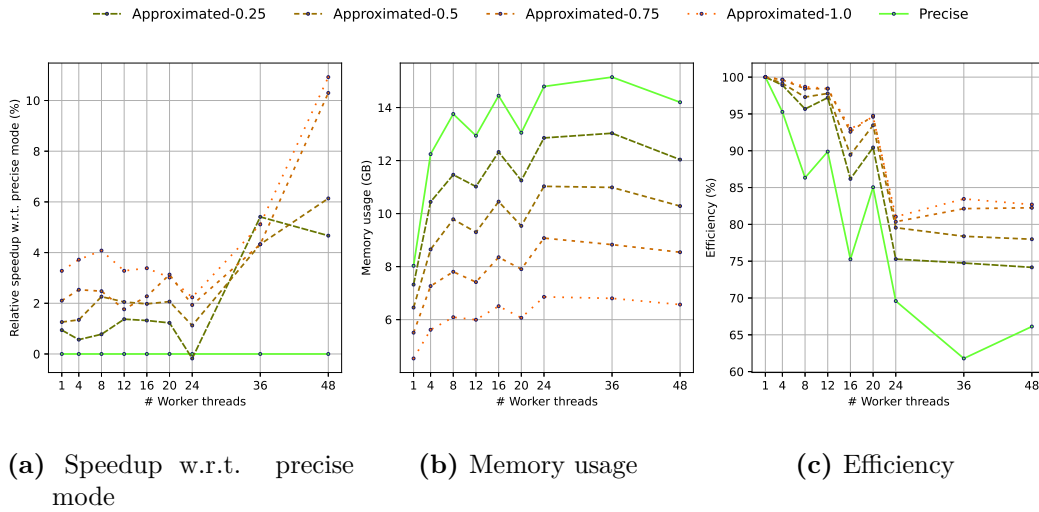 Approximated-0.25 Approximated-0.5 Approximated-0.75 Approximated-1.0 Precise
Relative speedup w.r.t. precise mode (%)
10
8
6
4
2
0
1 4 8 12 16 20 24 36 48
# Worker threads
(a) Speedup w.r.t. precise
mode
Memory usage (GB)
14
12
10
8
6
1 4 8 12 16 20 24 36 48
# Worker threads
(b) Memory usage
Efficiency (%)
100
95
90
85
80
75
70
65
60
1 4 8 12 16 20 24 36 48
# Worker threads
(c) Efficiency